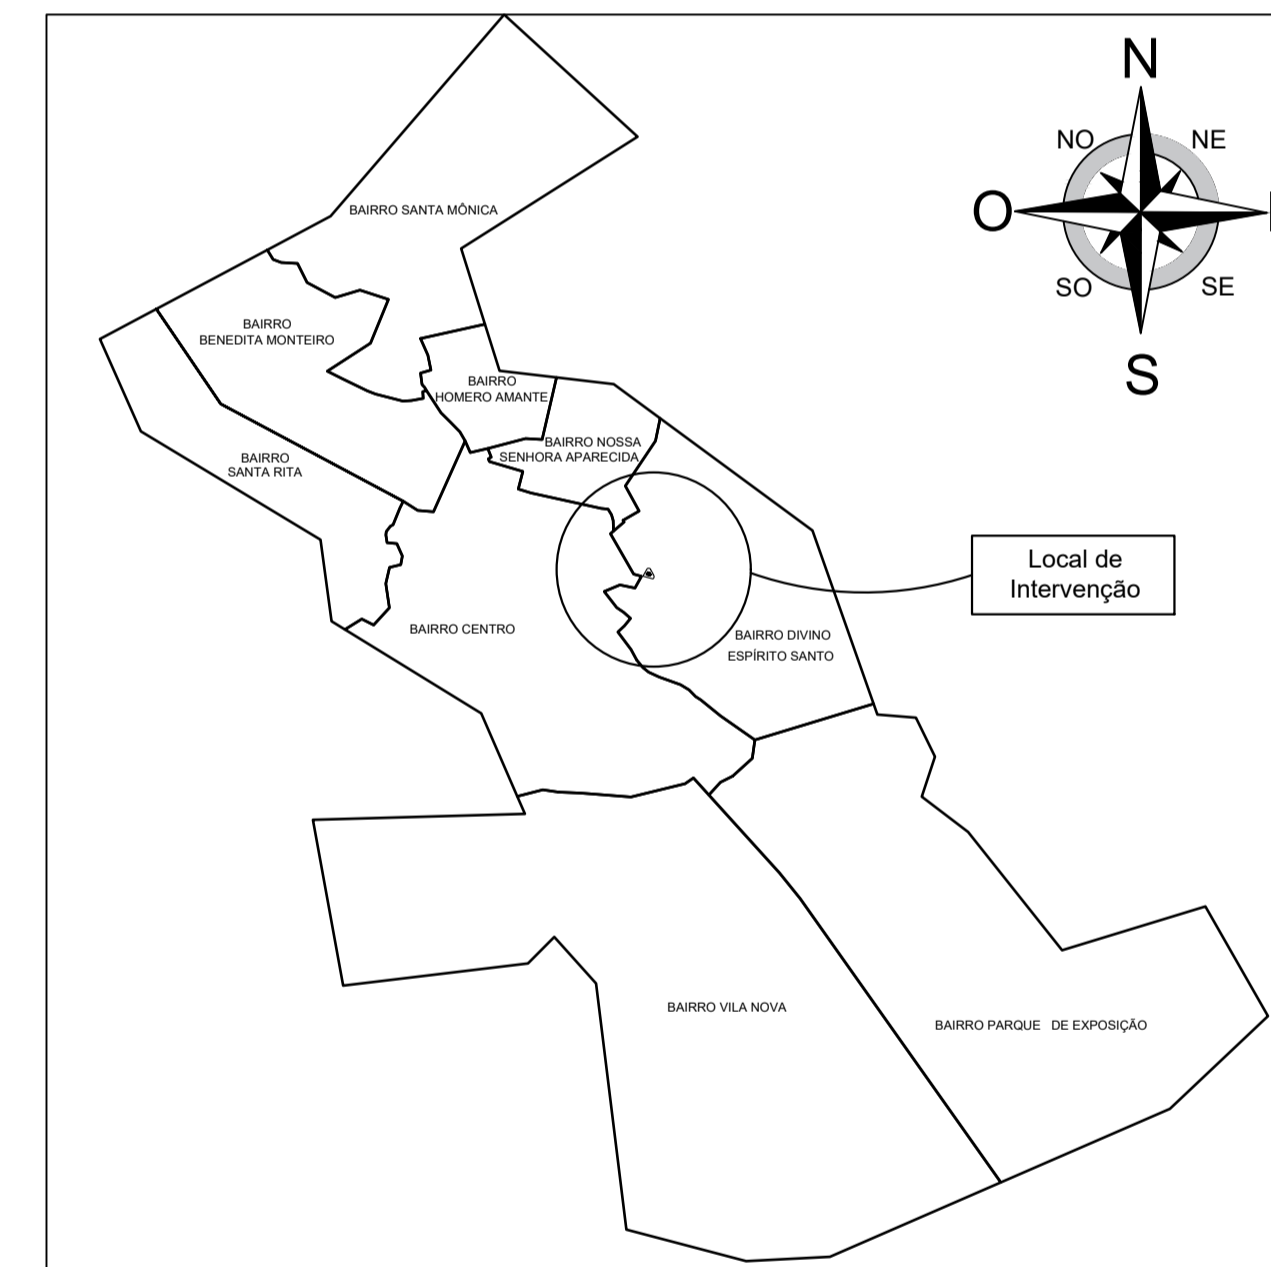 N
NO
NE
O
SO
SE
S
BAIRRO SANTA MÔNICA
BAIRRO
BENEDITA MONTEIRO
BAIRRO
HOMERO AMANTE
BAIRRO NOSSA
SENHORA APARECIDA
BAIRRO
SANTA RITA
Local de
Intervenção
BAIRRO CENTRO
BAIRRO DIVINO
ESPÍRITO SANTO
BAIRRO VILA NOVA
BAIRRO PARQUE DE EXPOSIÇÃO